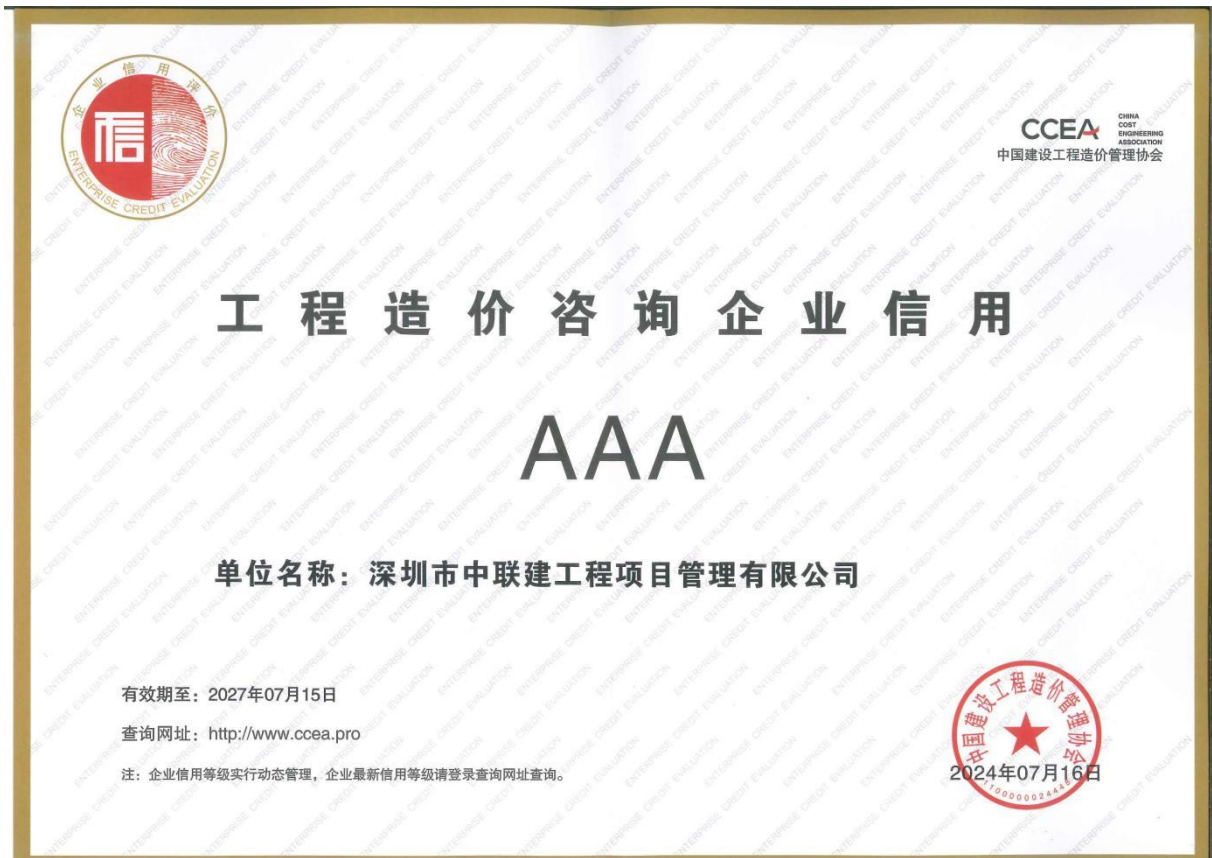 企业信用评价
信
ENTERPRISE CREDIT EVALUATION
CCEA
CHINA
COST
ENGINEERING
ASSOCIATION
中国建设工程造价管理协会
工程造价咨询企业信用
AAA
单位名称：深圳市中联建工程项目管理有限公司
有效期至：2027年07月15日
查询网址：http://www.ccea.pro
注：企业信用等级实行动态管理，企业最新信用等级请登录查询网址查询。
中国建设工程造价管理协会
2024年07月16日